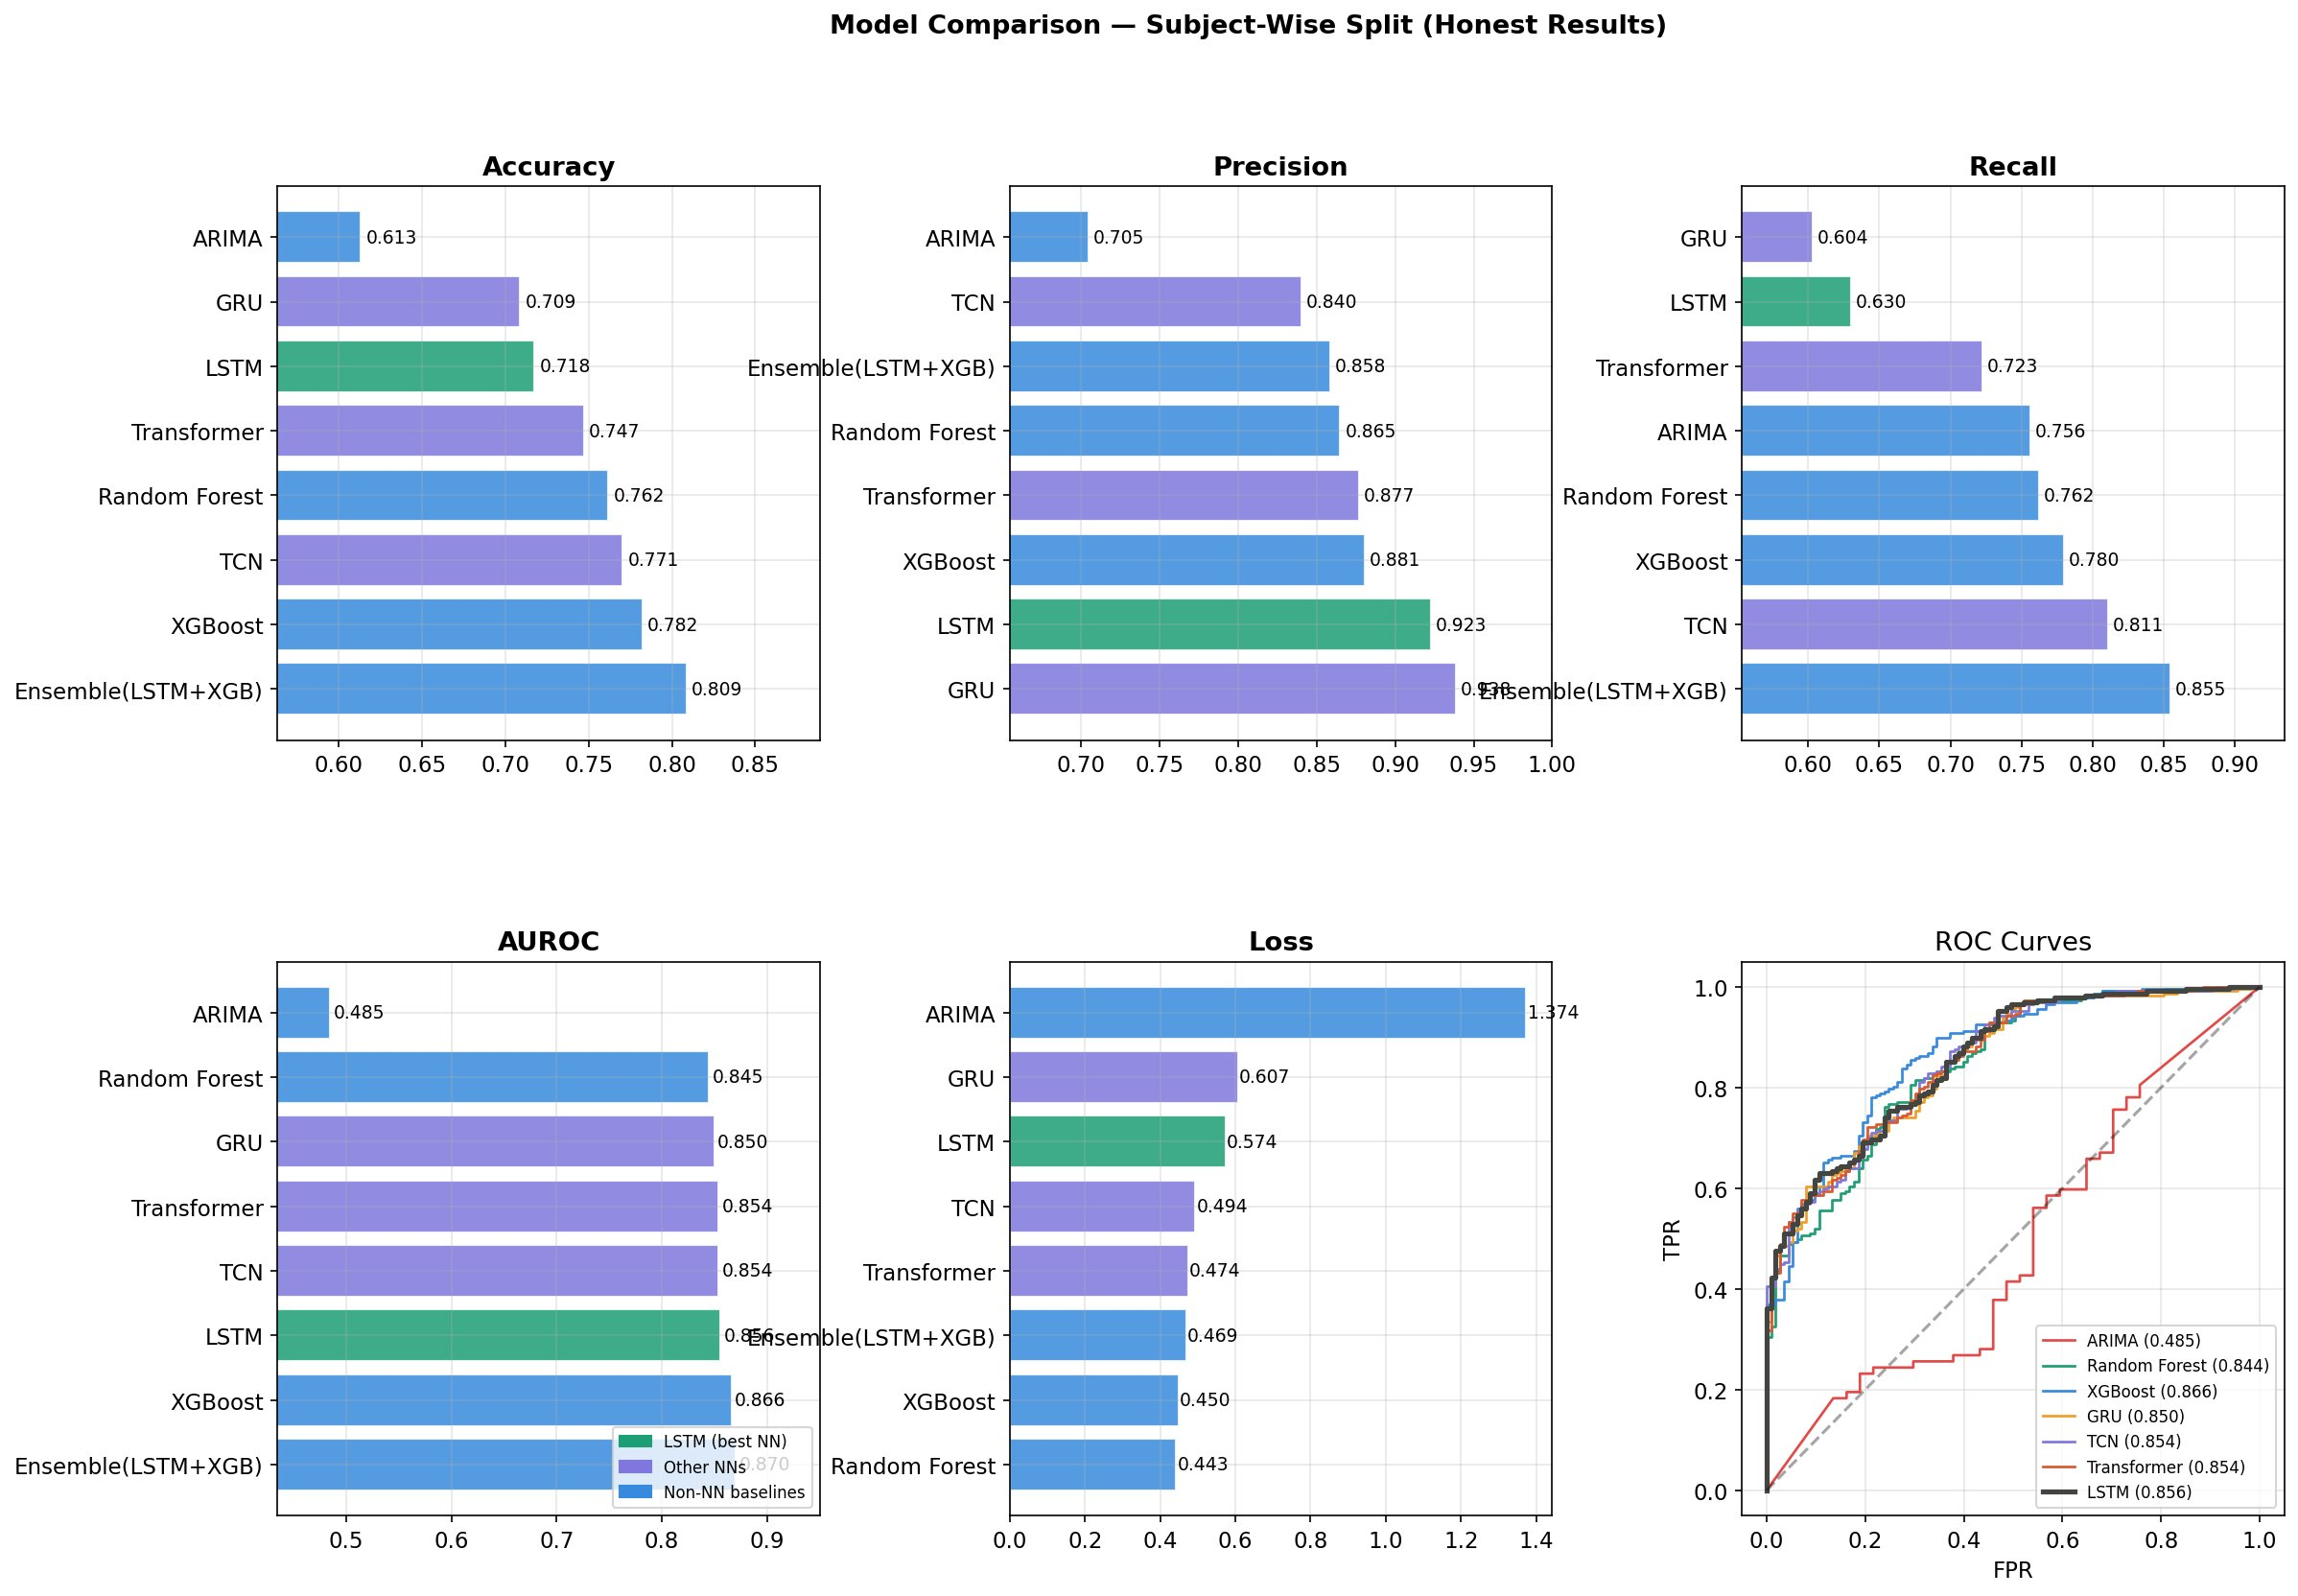 Model Comparison — Subject-Wise Split (Honest Results)
Accuracy
ARIMA 0.613
GRU 0.709
LSTM 0.718
Transformer 0.747
Random Forest 0.762
TCN 0.771
XGBoost 0.782
Ensemble(LSTM+XGB) 0.809
0.60 0.65 0.70 0.75 0.80 0.85
Precision
ARIMA 0.705
TCN 0.840
Ensemble(LSTM+XGB) 0.858
Random Forest 0.865
Transformer 0.877
XGBoost 0.881
LSTM 0.923
GRU 0.938
0.70 0.75 0.80 0.85 0.90 0.95 1.00
Recall
GRU 0.604
LSTM 0.630
Transformer 0.723
ARIMA 0.756
Random Forest 0.762
XGBoost 0.780
TCN 0.811
Ensemble(LSTM+XGB) 0.855
0.60 0.65 0.70 0.75 0.80 0.85 0.90
AUROC
ARIMA 0.485
Random Forest 0.845
GRU 0.850
Transformer 0.854
TCN 0.854
LSTM 0.856
XGBoost 0.866
Ensemble(LSTM+XGB) 0.870
LSTM (best NN)
Other NNs
Non-NN baselines
0.5 0.6 0.7 0.8 0.9
Loss
ARIMA 1.374
GRU 0.607
LSTM 0.574
TCN 0.494
Transformer 0.474
Ensemble(LSTM+XGB) 0.469
XGBoost 0.450
Random Forest 0.443
0.0 0.2 0.4 0.6 0.8 1.0 1.2 1.4
ROC Curves
TPR
1.0
0.8
0.6
0.4
0.2
0.0
ARIMA (0.485)
Random Forest (0.844)
XGBoost (0.866)
GRU (0.850)
TCN (0.854)
Transformer (0.854)
LSTM (0.856)
0.0 0.2 0.4 0.6 0.8 1.0
FPR